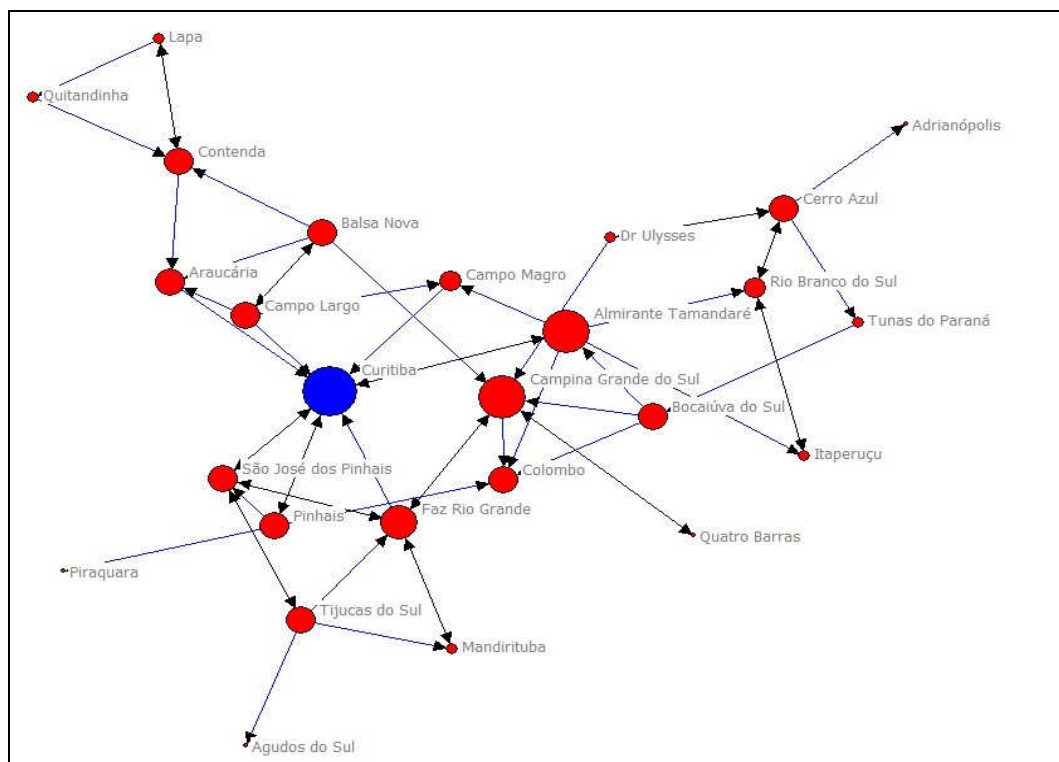 Lapa
Quitandinha
Adrianópolis
Contenda
Cerro Azul
Balsa Nova
Dr Ulysses
Araucária
Campo Magro
Rio Branco do Sul
Campo Largo
Almirante Tamandaré
Tunas do Paraná
Curitiba
Campina Grande do Sul
Bocaiúva do Sul
Itaperuçu
São José dos Pinhais
Colombo
Pinhais
Faz Rio Grande
Quatro Barras
Piraquara
Tijucas do Sul
Mandirituba
Agudos do Sul